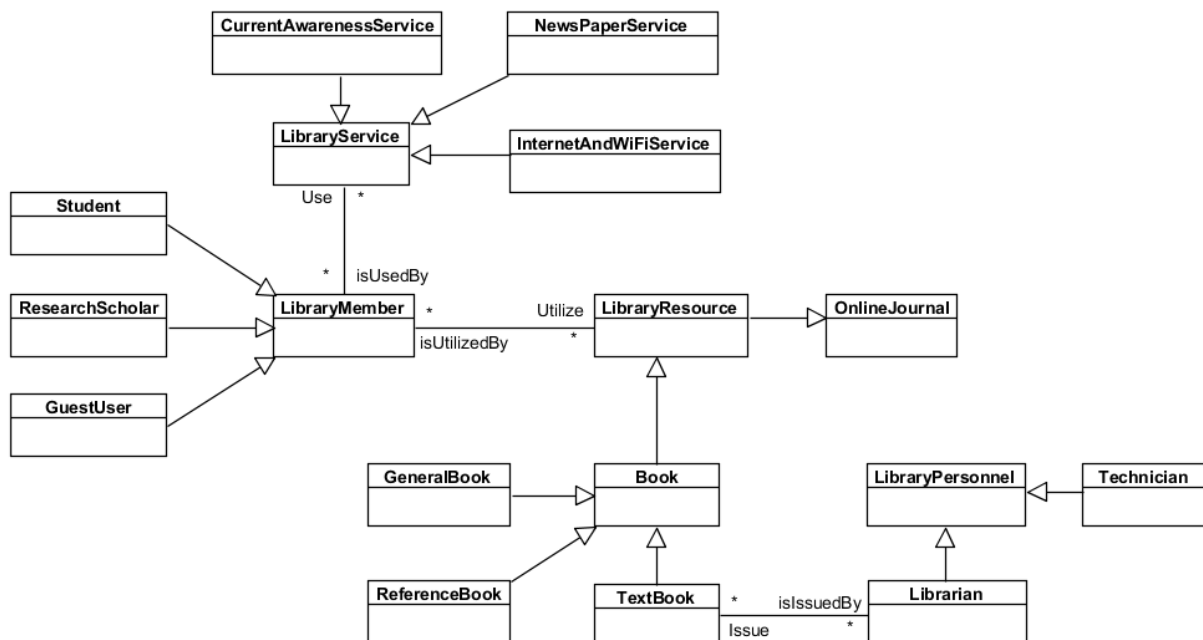 CurrentAwarenessService
NewsPaperService
LibraryService
InternetAndWiFiService
Use *
Student
* isUsedBy
ResearchScholar
LibraryMember
* Utilize
isUtilizedBy *
LibraryResource
OnlineJournal
GuestUser
GeneralBook
Book
LibraryPersonnel
Technician
ReferenceBook
TextBook
* isIssuedBy
Issue *
Librarian